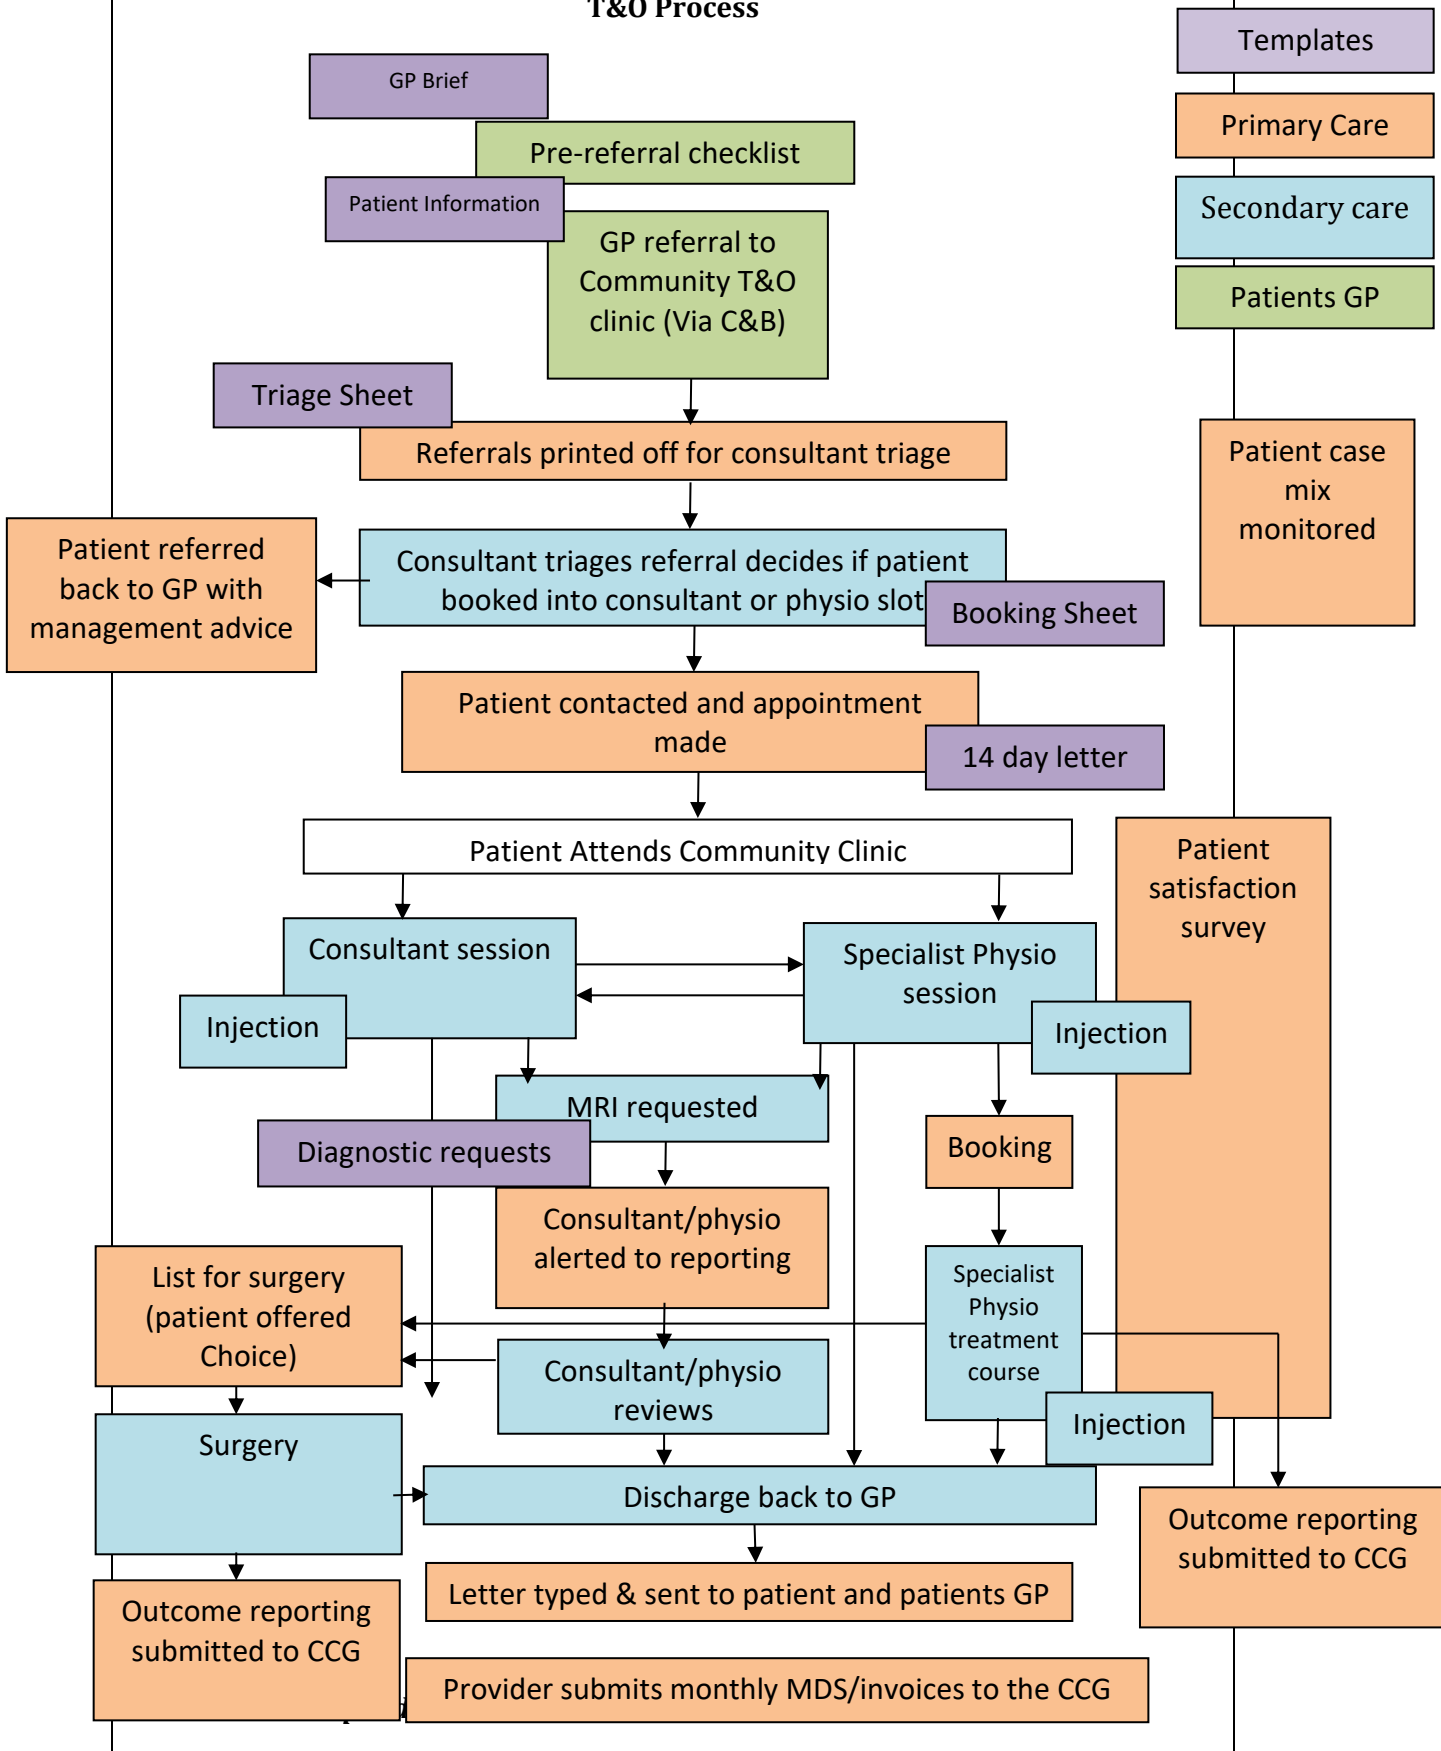 T&O Process
Templates
GP Brief
Primary Care
Pre-referral checklist
Patient Information
Secondary care
GP referral to
Community T&O
clinic (Via C&B)
Patients GP
Triage Sheet
Referrals printed off for consultant triage
Patient case
mix
monitored
Patient referred
back to GP with
management advice
Consultant triages referral decides if patient
booked into consultant or physio slot
Booking Sheet
Patient contacted and appointment
made
14 day letter
Patient Attends Community Clinic
Patient
satisfaction
survey
Consultant session
Specialist Physio
session
Injection
Injection
MRI requested
Diagnostic requests
Booking
Consultant/physio
alerted to reporting
List for surgery
(patient offered
Choice)
Specialist
Physio
treatment
course
Consultant/physio
reviews
Injection
Surgery
Discharge back to GP
Outcome reporting
submitted to CCG
Letter typed & sent to patient and patients GP
Outcome reporting
submitted to CCG
Provider submits monthly MDS/invoices to the CCG